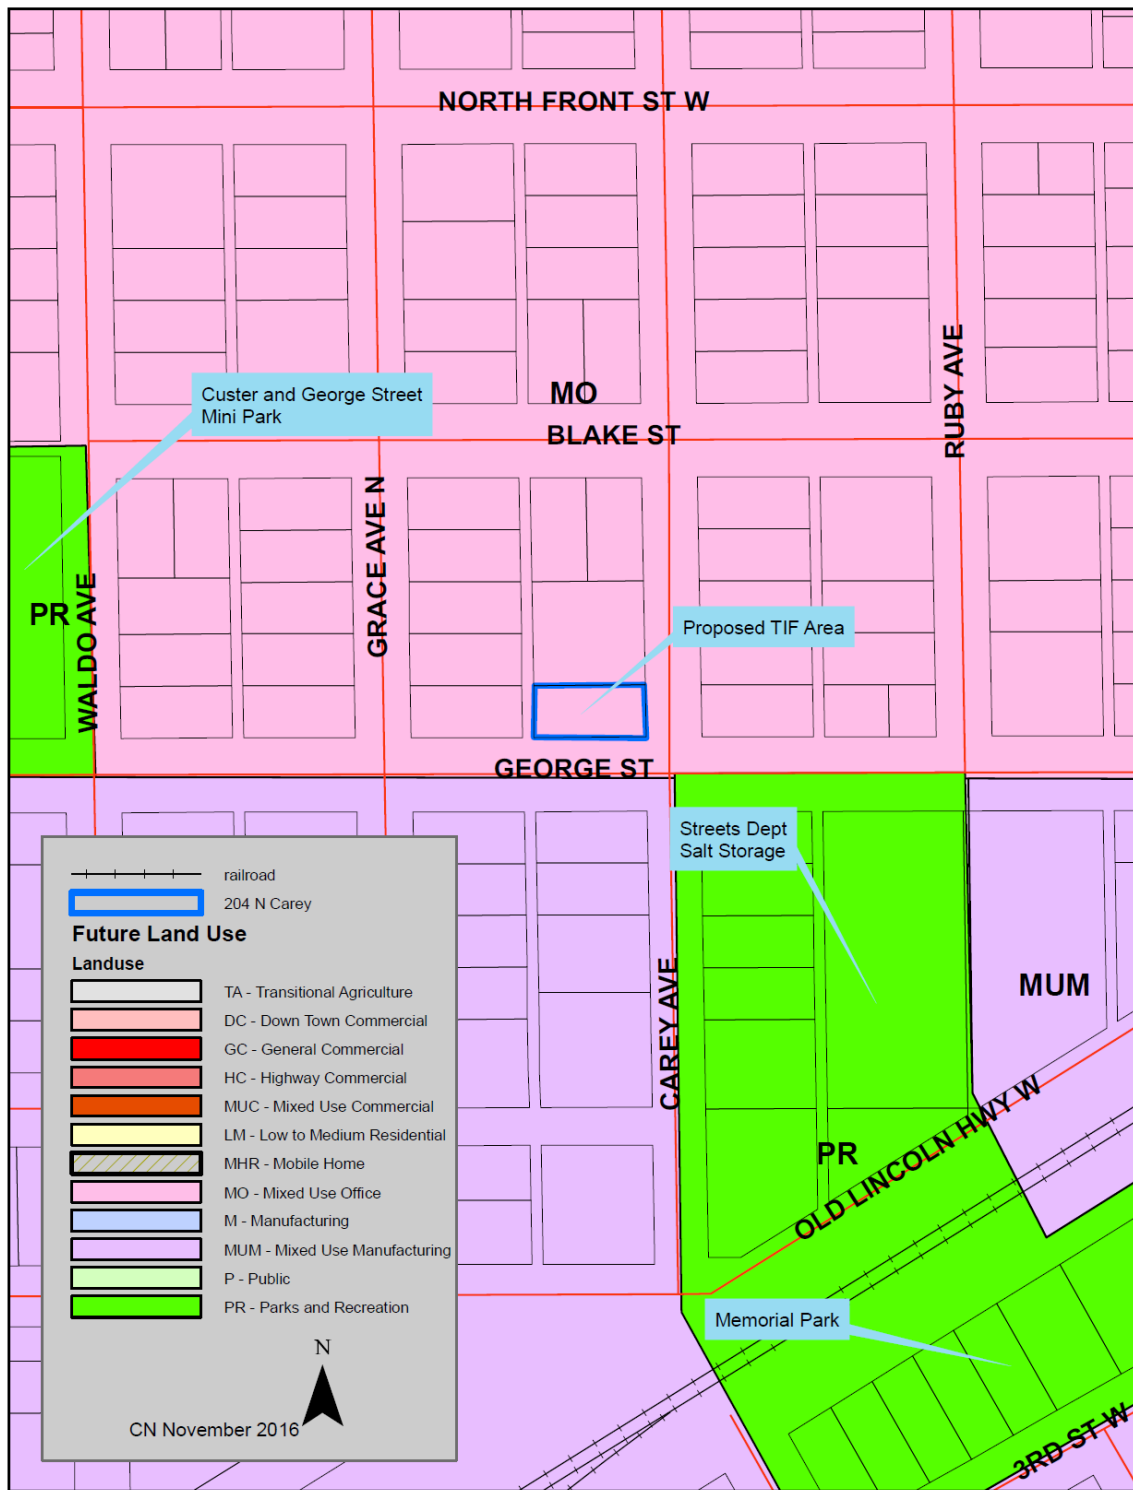 NORTH FRONT ST W
RUBY AVE
Custer and George Street
Mini Park
MO
BLAKE ST
GRACE AVE N
PR
WALDO AVE
Proposed TIF Area
GEORGE ST
Streets Dept
Salt Storage
CAREY AVE
MUM
OLD LINCOLN HWY W
PR
Memorial Park
3RD ST W
railroad
204 N Carey
Future Land Use
Landuse
TA - Transitional Agriculture
DC - Down Town Commercial
GC - General Commercial
HC - Highway Commercial
MUC - Mixed Use Commercial
LM - Low to Medium Residential
MHR - Mobile Home
MO - Mixed Use Office
M - Manufacturing
MUM - Mixed Use Manufacturing
P - Public
PR - Parks and Recreation
N
CN November 2016